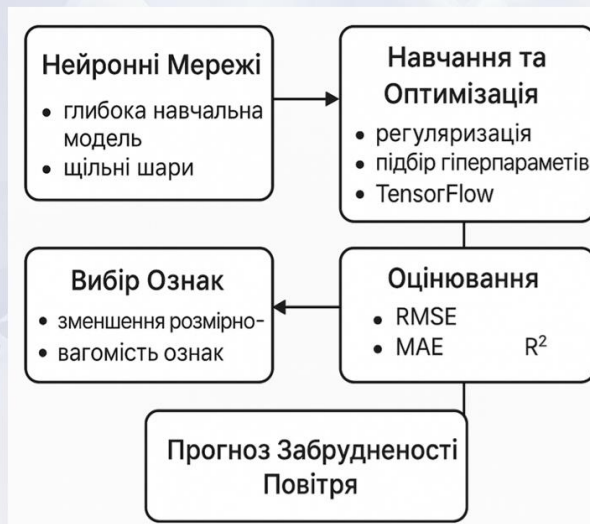 Нейронні Мережі
• глибока навчальна
модель
• щільні шари
Навчання та
Оптимізація
• регуляризація
• підбір гіперпараметів
• TensorFlow
Вибір Ознак
• зменшення розмірно-
• вагомість ознак
Оцінювання
• RMSE
• MAE R²
Прогноз Забрудненості
Повітря